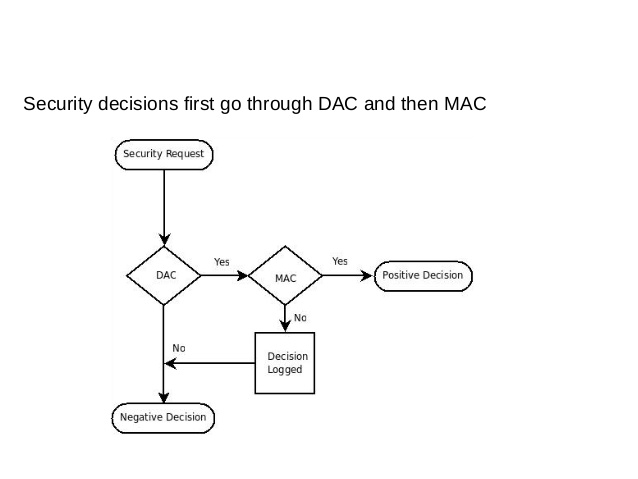 Security decisions first go through DAC and then MAC
Security Request
DAC
Yes
MAC
Yes
Positive Decision
No
Decision
Logged
No
Negative Decision